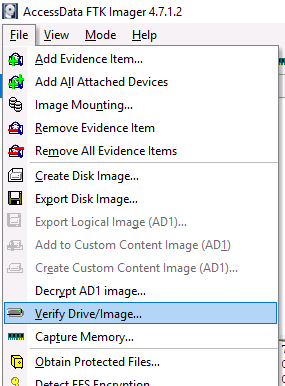 AccessData FTK Imager 4.7.1.2
File View Mode Help
Add Evidence Item...
Add All Attached Devices
Image Mounting...
Remove Evidence Item
Remove All Evidence Items
Create Disk Image...
Export Disk Image...
Export Logical Image (AD1)...
Add to Custom Content Image (AD1)
Create Custom Content Image (AD1)...
Decrypt AD1 image...
Verify Drive/Image...
Capture Memory...
Obtain Protected Files...
Detect EFS Encryption